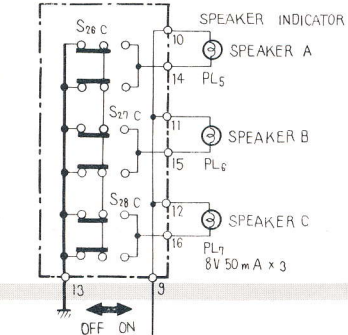 S26 C
SPEAKER INDICATOR
10
SPEAKER A
14 PL5
S27 C
11
SPEAKER B
15 PL6
S28 C
12
SPEAKER C
16
PL7
8V 50mA × 3
13 9
OFF ON